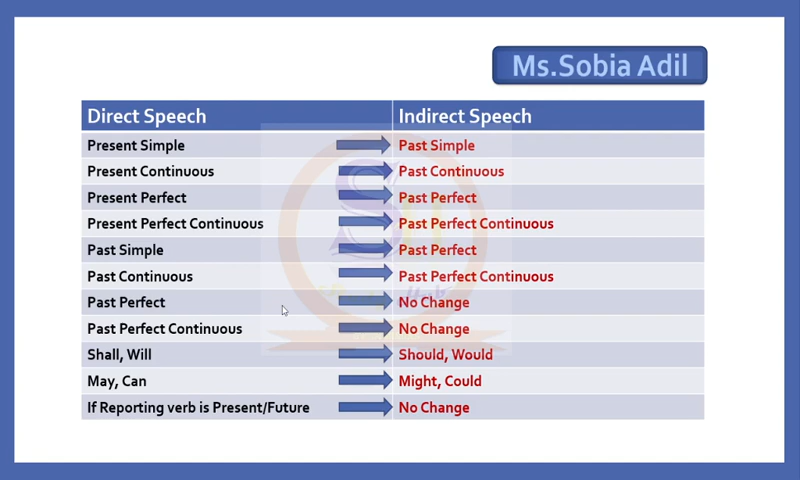 Ms.Sobia Adil
Direct Speech Indirect Speech
Present Simple Past Simple
Present Continuous Past Continuous
Present Perfect Past Perfect
Present Perfect Continuous Past Perfect Continuous
Past Simple Past Perfect
Past Continuous Past Perfect Continuous
Past Perfect No Change
Past Perfect Continuous No Change
Shall, Will Should, Would
May, Can Might, Could
If Reporting verb is Present/Future No Change